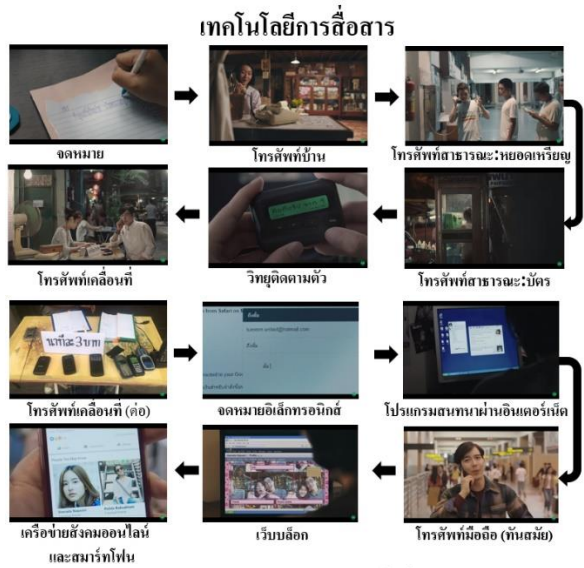 เทคโนโลยีการสื่อสาร
จดหมาย
โทรศัพท์บ้าน
โทรศัพท์สาธารณะ:หยอดเหรียญ
โทรศัพท์สาธารณะ:บัตร
วิทยุติดตามตัว
โทรศัพท์เคลื่อนที่
นาทีละ 3 บาท
โทรศัพท์เคลื่อนที่ (ต่อ)
ถึงฉัน
ถึงฉัน
จดหมายอิเล็กทรอนิกส์
โปรแกรมสนทนาผ่านอินเตอร์เน็ต
โทรศัพท์มือถือ (ทันสมัย)
เว็บบล็อก
เครือข่ายสังคมออนไลน์
และสมาร์ทโฟน